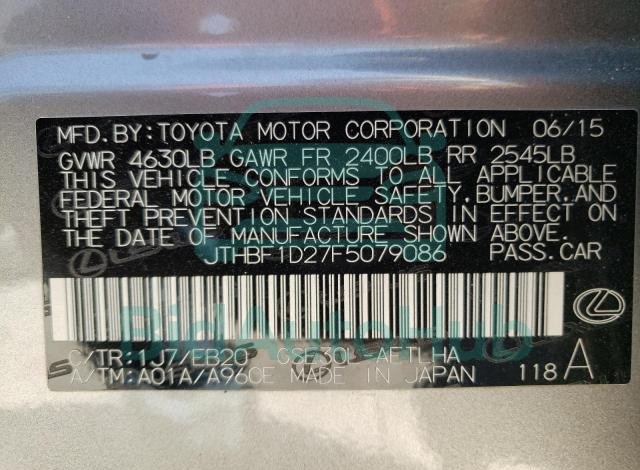 MFD.BY:TOYOTA MOTOR CORPORATION 06/15
GVWR 4630LB GAWR FR 2400LB RR 2545LB
THIS VEHICLE CONFORMS TO ALL APPLICABLE
FEDERAL MOTOR VEHICLE SAFETY,BUMPER,AND
THEFT PREVENTION STANDARDS IN EFFECT ON
THE DATE OF MANUFACTURE SHOWN ABOVE.
JTHBF1D27F5079086 PASS.CAR
BidAutoHub
C/TR:1J7/EB20 GSE30L-AETLHA
A/TM:A01A/A960E MADE IN JAPAN 118 A